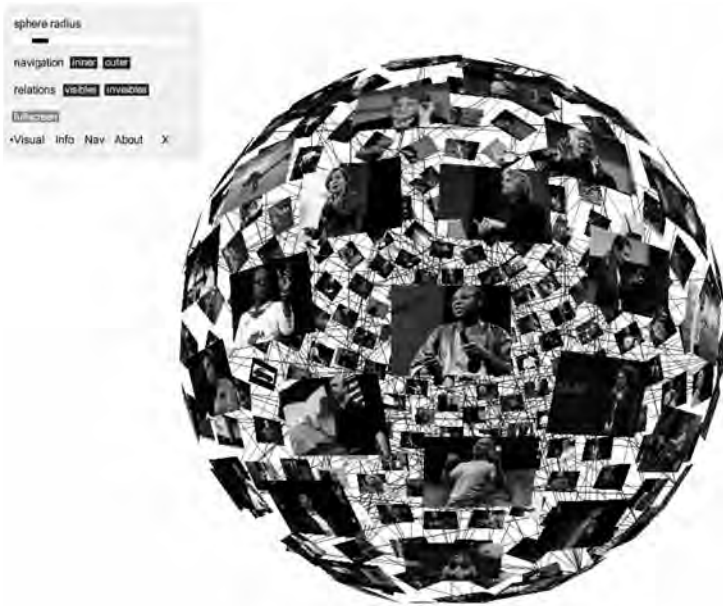 sphere radius
navigation inner outer
relations visibles invisibles
fullscreen
•Visual Info Nav About X